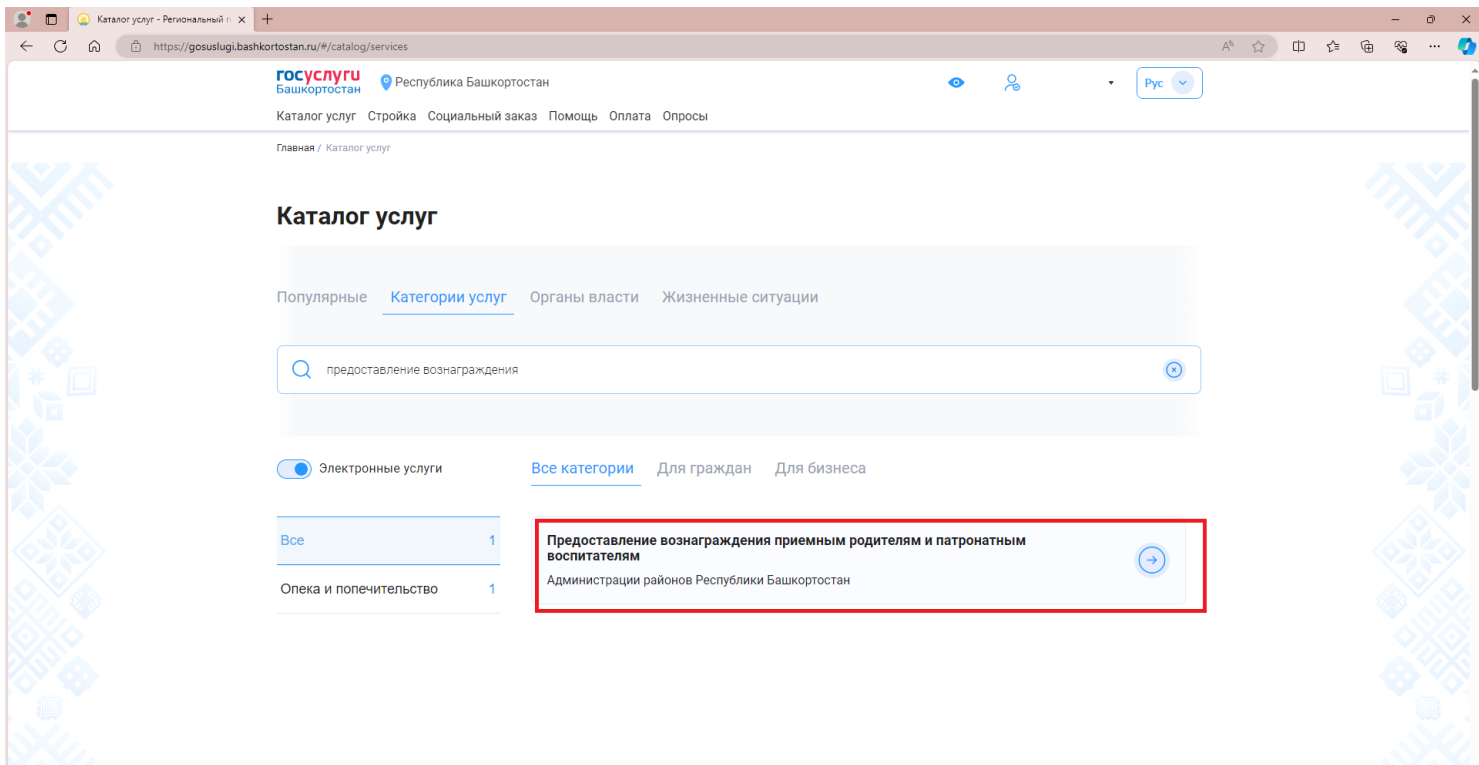 Каталог услуг - Региональный п
https://gosuslugi.bashkortostan.ru/#/catalog/services
госуслуги
Башкортостан
Республика Башкортостан
Рус
Каталог услуг Стройка Социальный заказ Помощь Оплата Опросы
Главная / Каталог услуг
Каталог услуг
Популярные Категории услуг Органы власти Жизненные ситуации
предоставление вознаграждения
Электронные услуги
Все категории Для граждан Для бизнеса
Все 1
Опека и попечительство 1
Предоставление вознаграждения приемным родителям и патронатным
воспитателям
Администрации районов Республики Башкортостан